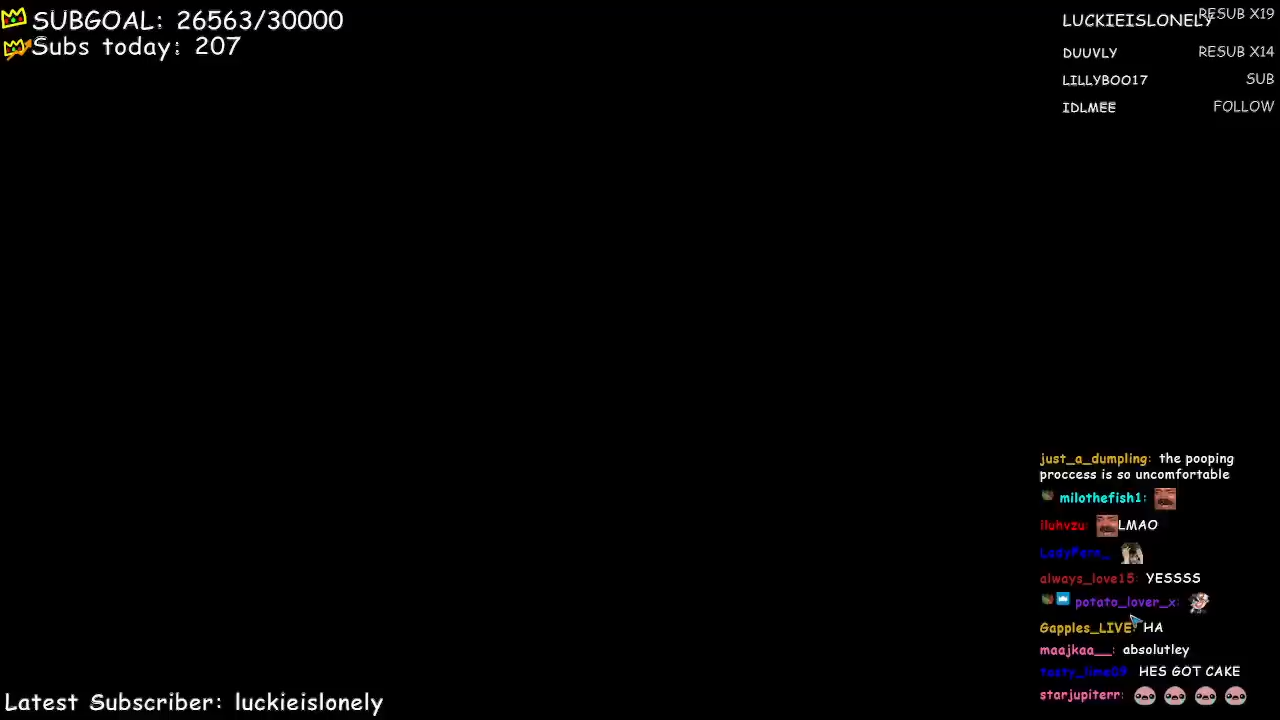 SUBGOAL: 26563/30000
Subs today: 207
LUCKIEISLONELY RESUB X19
DUUVLY RESUB X14
LILLYBOO17 SUB
IDLMEE FOLLOW
just_a_dumpling: the pooping
proccess is so uncomfortable
milothefish1:
LMAO
always_love15: YESSSS
potato_lover_x:
Gapples_LIVE: HA
maajkaa__: absolutley
HES GOT CAKE
starjupiterr:
Latest Subscriber: luckieislonely